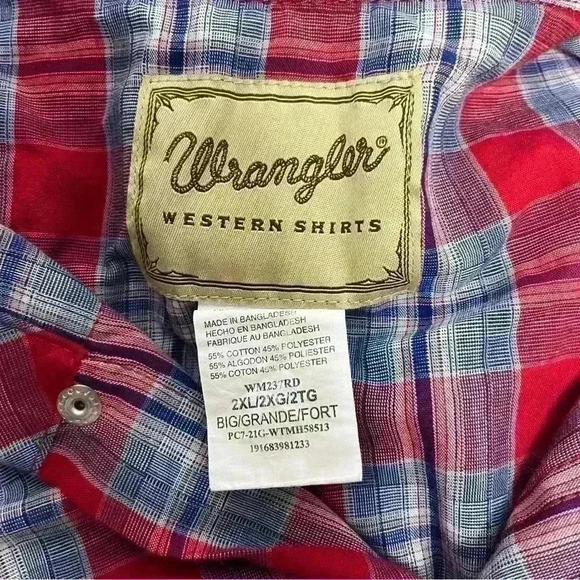 Wrangler®
WESTERN SHIRTS
MADE IN BANGLADESH
HECHO EN BANGLADESH
FABRIQUE AU BANGLADESH
55% COTTON 45% POLYESTER
55% ALGODON 45% POLIESTER
55% COTON 45% POLYESTER
WM237RD
2XL/2XG/2TG
BIG/GRANDE/FORT
PC7-21G-WTMH58513
191683981233